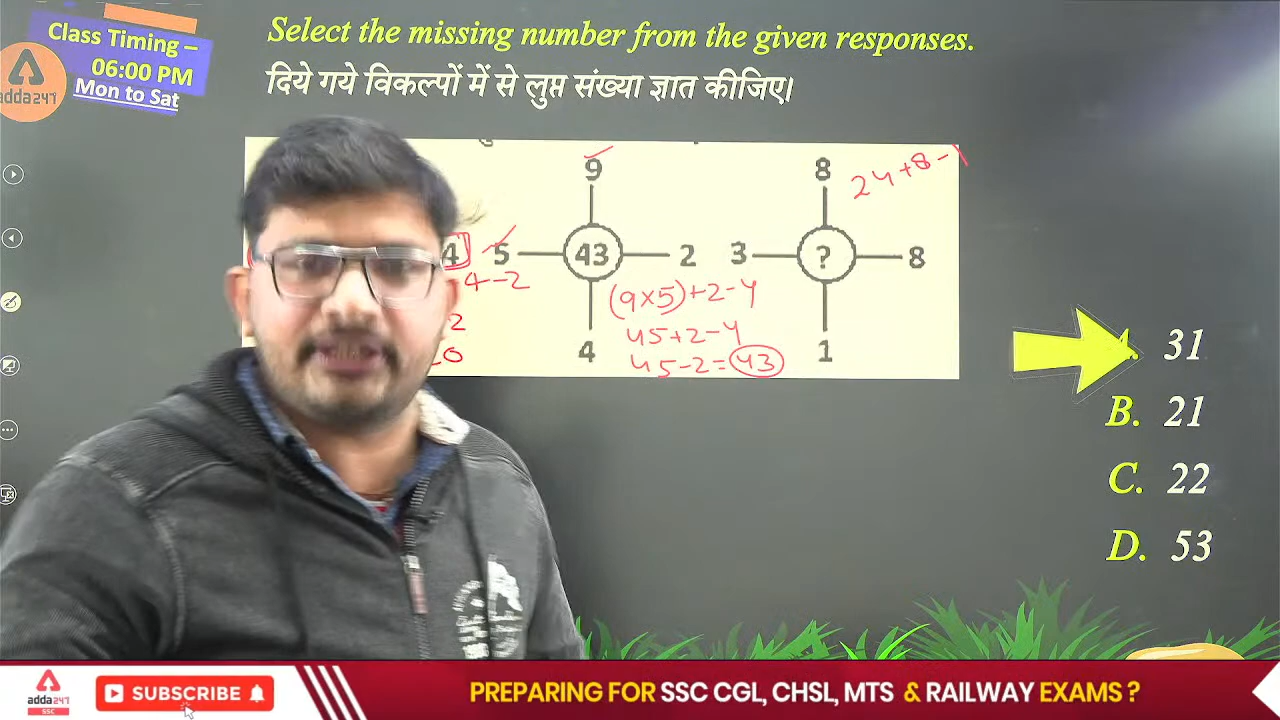 Class Timing –
06:00 PM
Mon to Sat
adda247
Select the missing number from the given responses.
दिये गये विकल्पों में से लुप्त संख्या ज्ञात कीजिए।
9
8
24+8-1
4
5
43
2
3
?
8
4-2
(9×5)+2-4
2
45+2-4
4
45-2=43
1
A. 31
B. 21
C. 22
D. 53
adda247
SSC
SUBSCRIBE
PREPARING FOR SSC CGL, CHSL, MTS & RAILWAY EXAMS ?